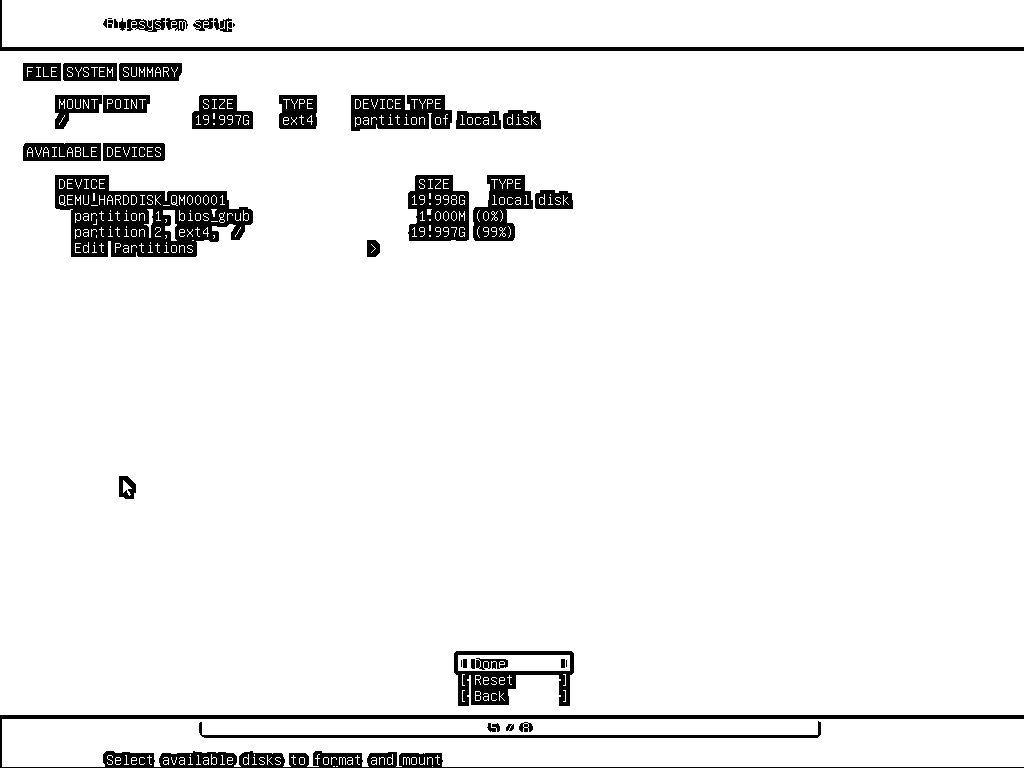 Filesystem setup
FILE SYSTEM SUMMARY
MOUNT POINT SIZE TYPE DEVICE TYPE
/ 19.997G ext4 partition of local disk
AVAILABLE DEVICES
DEVICE SIZE TYPE
QEMU_HARDDISK_QM00001 19.998G local disk
partition 1, bios_grub 1.000M (0%)
partition 2, ext4, / 19.997G (99%)
Edit Partitions >
[ Done ]
[ Reset ]
[ Back ]
Select available disks to format and mount